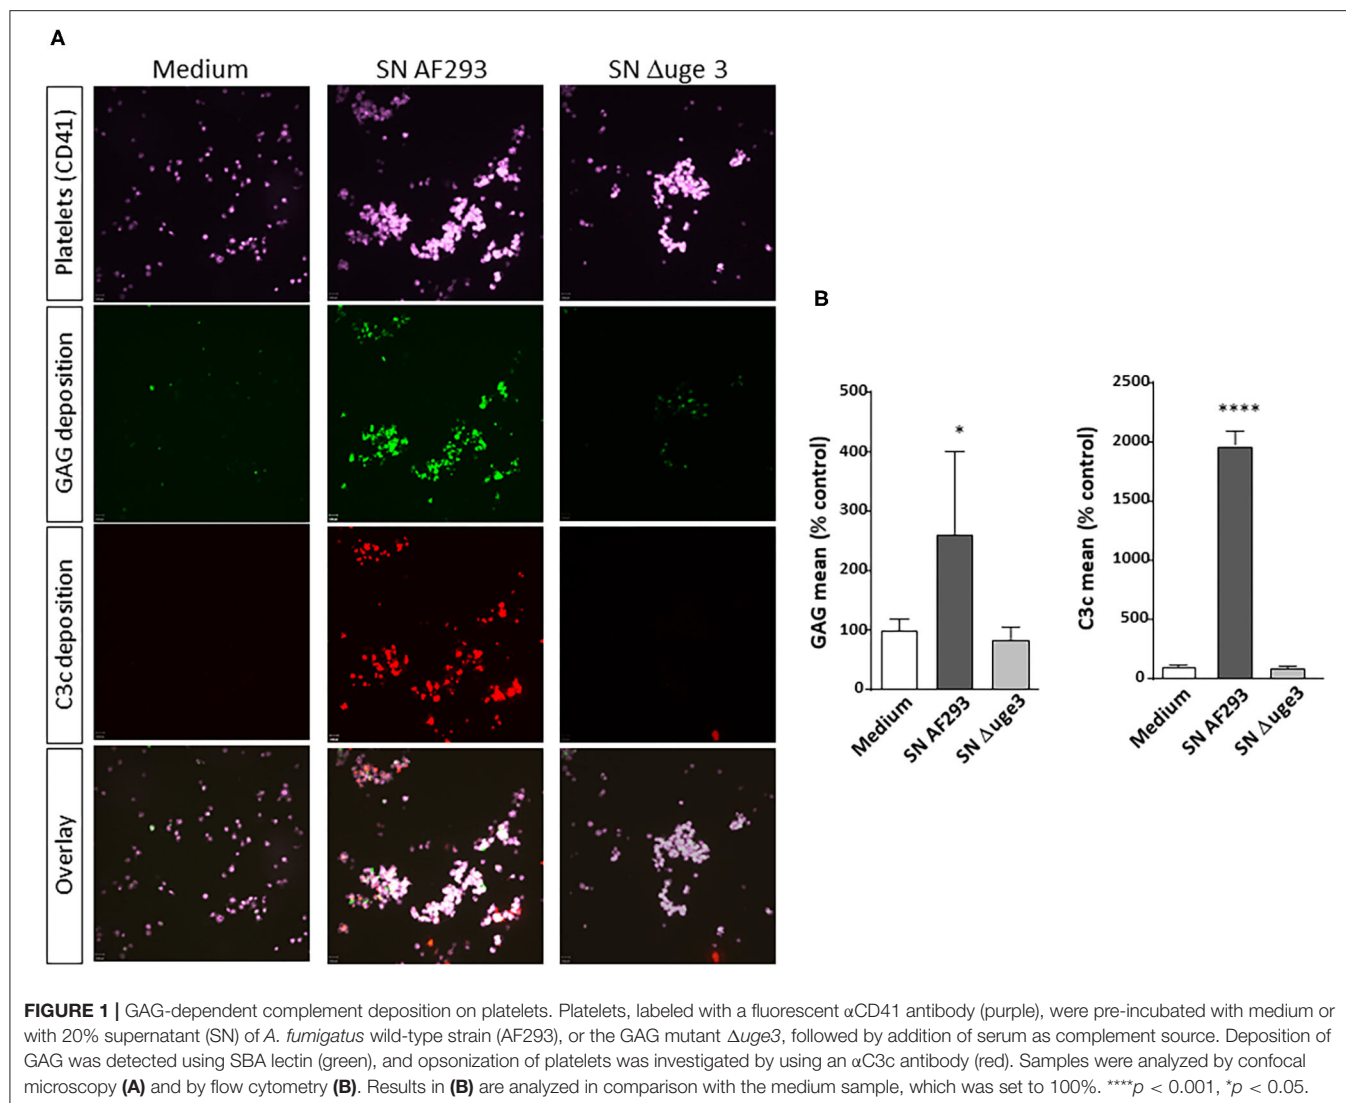 A
Medium
SN AF293
SN Δuge 3
Platelets (CD41)
GAG deposition
C3c deposition
Overlay
B
GAG mean (% control)
500
400
300
200
100
0
*
Medium
SN AF293
SN Δuge3
C3c mean (% control)
2500
2000
1500
1000
500
0
****
Medium
SN AF293
SN Δuge3
FIGURE 1 | GAG-dependent complement deposition on platelets. Platelets, labeled with a fluorescent αCD41 antibody (purple), were pre-incubated with medium or
with 20% supernatant (SN) of A. fumigatus wild-type strain (AF293), or the GAG mutant Δuge3, followed by addition of serum as complement source. Deposition of
GAG was detected using SBA lectin (green), and opsonization of platelets was investigated by using an αC3c antibody (red). Samples were analyzed by confocal
microscopy (A) and by flow cytometry (B). Results in (B) are analyzed in comparison with the medium sample, which was set to 100%. ****p < 0.001, *p < 0.05.